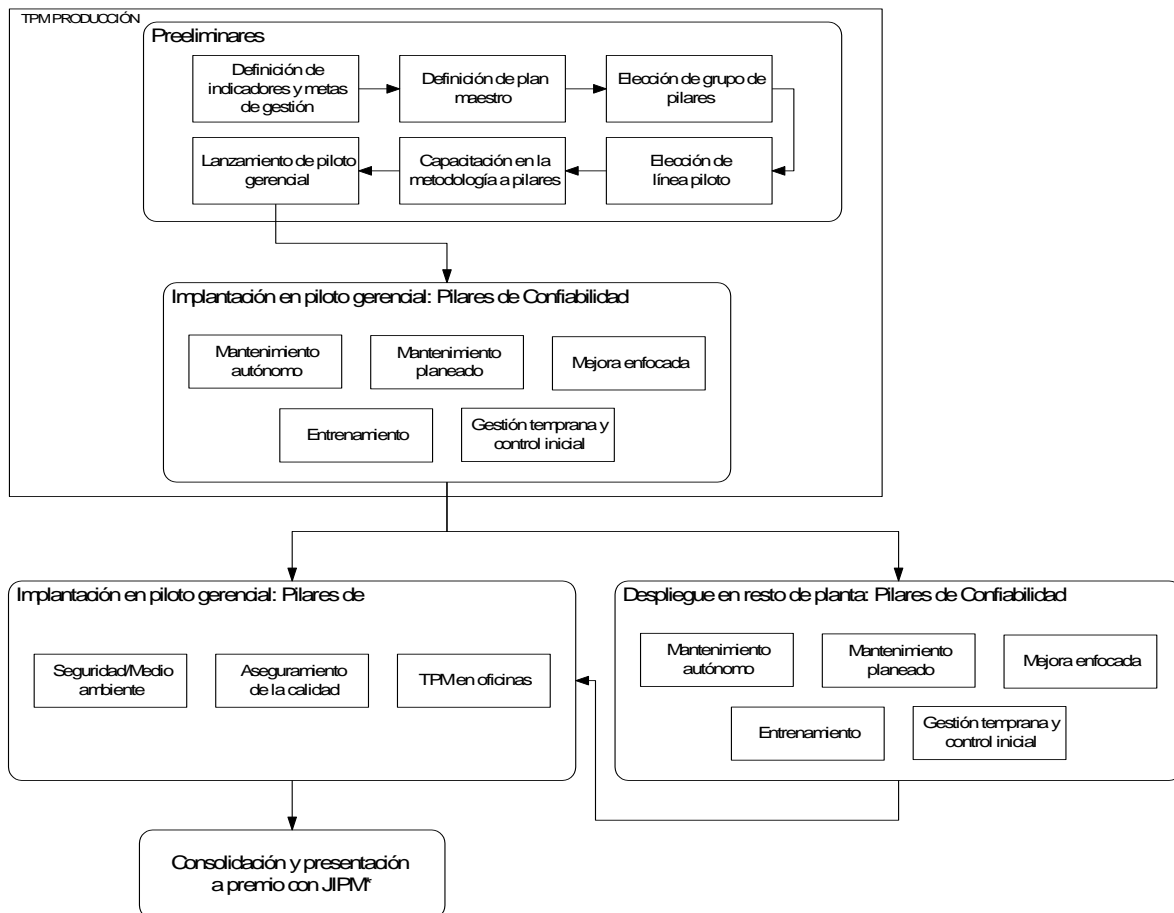 TPM PRODUCCIÓN
Preeliminares
Definición de
indicadores y metas
de gestión
Definición de plan
maestro
Elección de grupo de
pilares
Lanzamiento de piloto
gerencial
Capacitación en la
metodología a pilares
Elección de
línea piloto
Implantación en piloto gerencial: Pilares de Confiabilidad
Mantenimiento
autónomo
Mantenimiento
planeado
Mejora enfocada
Entrenamiento
Gestión temprana y
control inicial
Implantación en piloto gerencial: Pilares de
Seguridad/Medio
ambiente
Aseguramiento
de la calidad
TPM en oficinas
Despliegue en resto de planta: Pilares de Confiabilidad
Mantenimiento
autónomo
Mantenimiento
planeado
Mejora enfocada
Entrenamiento
Gestión temprana y
control inicial
Consolidación y presentación
a premio con JIPM*